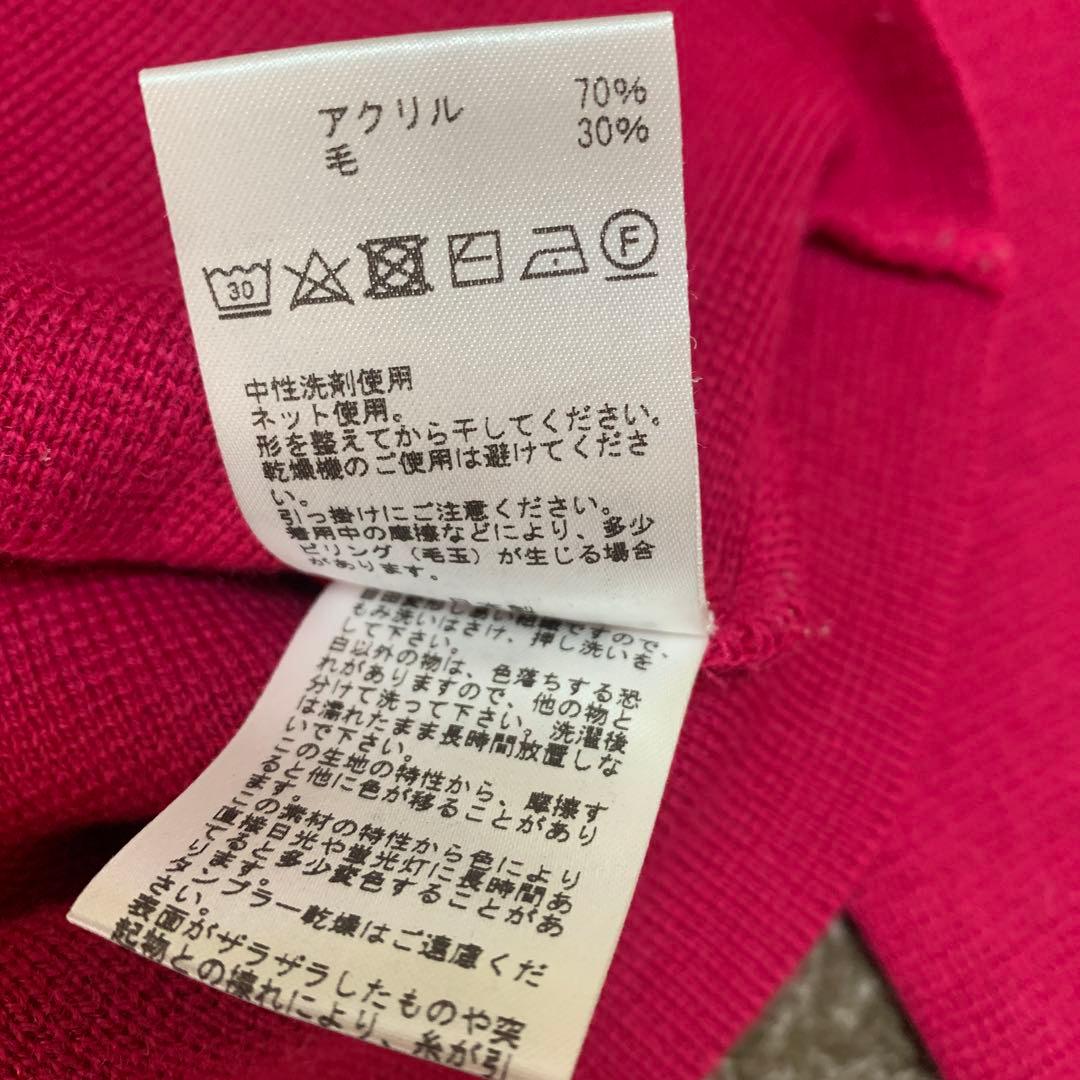 アクリル 70%
毛 30%
30
F
中性洗剤使用
ネット使用。
形を整えてから干してください。
乾燥機のご使用は避けてくださ
い。
引っ掛けにご注意ください。
着用中の摩擦などにより、多少
ピリング(毛玉)が生じる場合
があります。
もみ洗いはさけ、押し洗いを
して下さい。
白以外の物は、色落ちする恐
れがありますので、他の物と
分けて洗って下さい。洗濯後
は濡れたまま長時間放置しな
いで下さい。
この生地の特性から、摩擦す
ると他に色が移ることがあり
ます。
この素材の特性から色により
直接日光や蛍光灯に長時間あ
てると多少変色することがあ
ります。
タンブラー乾燥はご遠慮くだ
さい。
表面がザラザラしたものや突
起物との擦れにより、糸が引